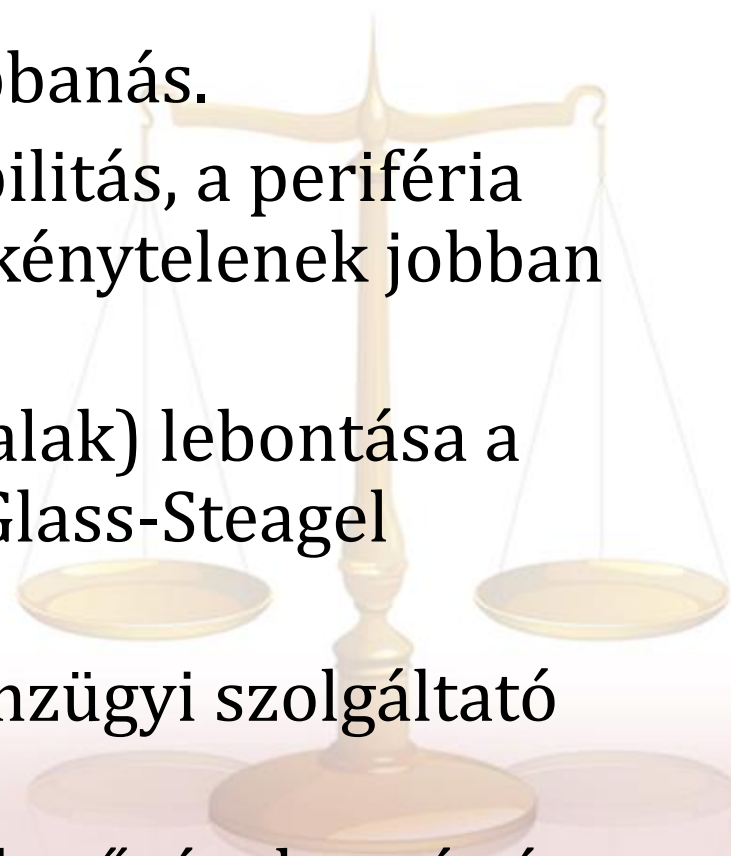 bbanás.
bilitás, a periféria
kénytelenek jobban
alak) lebontása a
Glass-Steagel
nzügyi szolgáltató